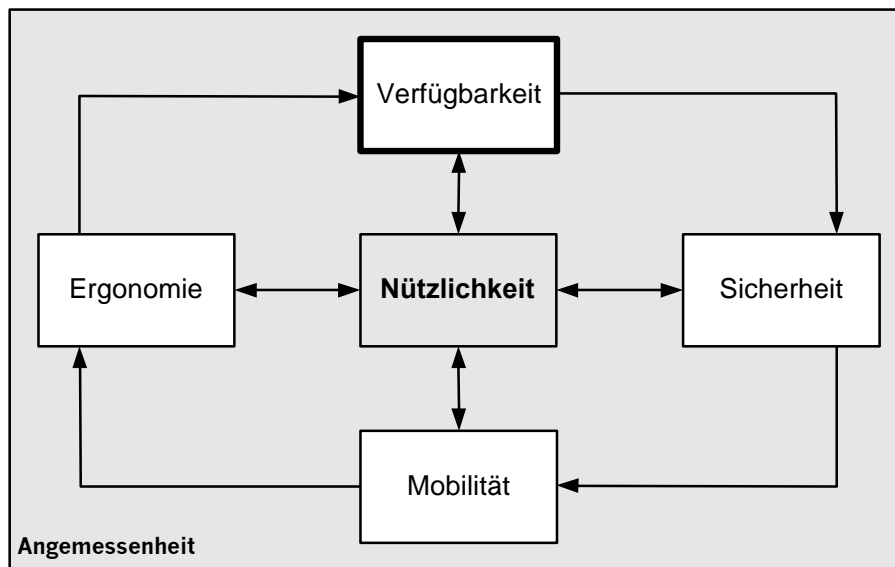 Verfügbarkeit
Ergonomie
Nützlichkeit
Sicherheit
Mobilität
Angemessenheit